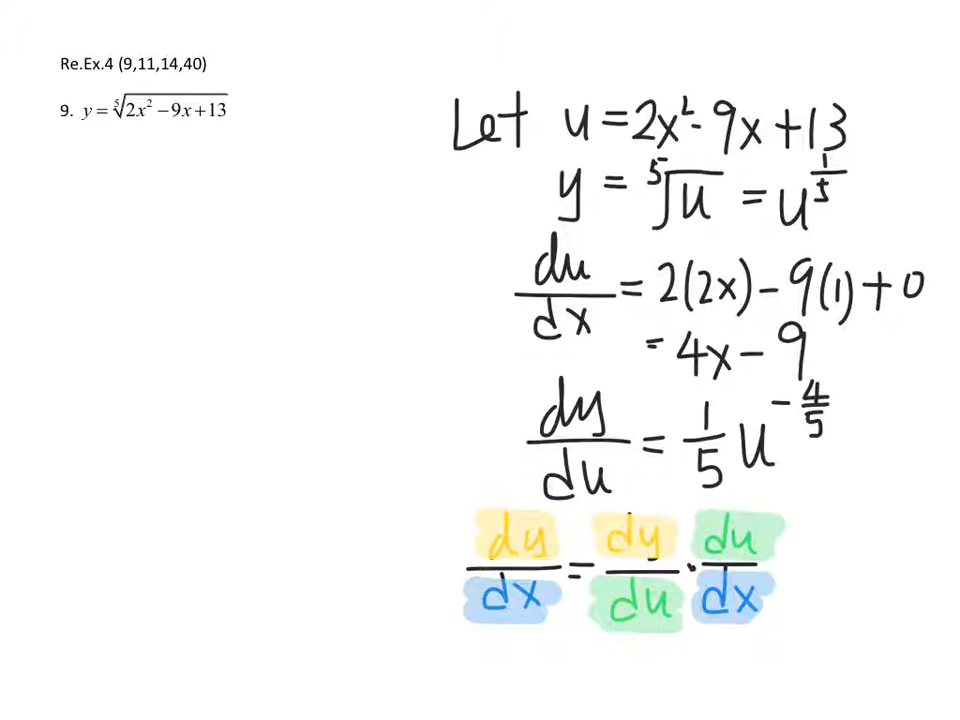 Re.Ex.4 (9,11,14,40)
9. y = ⁵√(2x² − 9x + 13)
Let u = 2x² - 9x + 13
y = ⁵√u = u^(1/5)
du/dx = 2(2x) − 9(1) + 0
= 4x − 9
dy/du = 1/5 u^(−4/5)
dy/dx = dy/du · du/dx